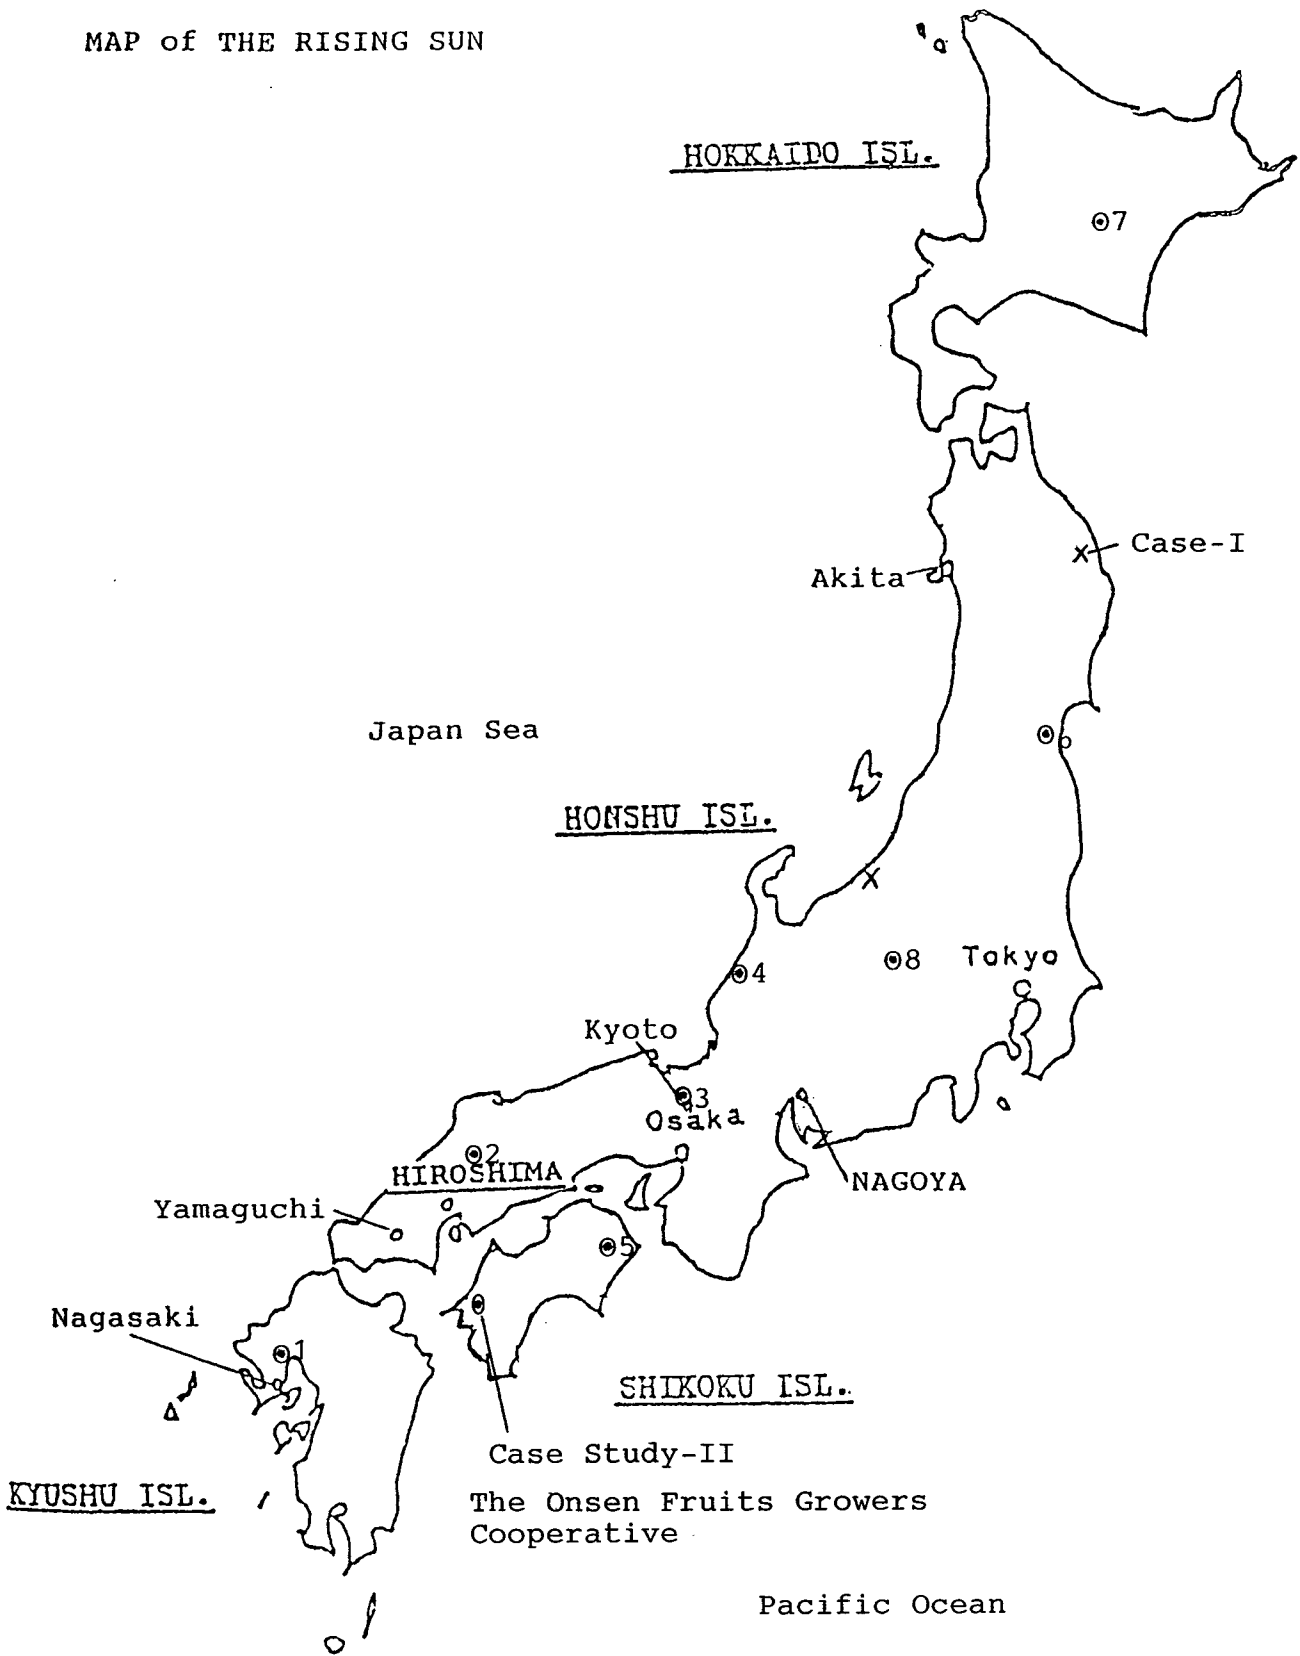 MAP of THE RISING SUN
HOKKAIDO ISL.
7
Case-I
Akita
Japan Sea
HONSHU ISL.
X
4
8
Tokyo
Kyoto
3
Osaka
2
HIROSHIMA
NAGOYA
Yamaguchi
5
Nagasaki
1
SHIKOKU ISL.
Case Study-II
KYUSHU ISL.
The Onsen Fruits Growers
Cooperative
Pacific Ocean